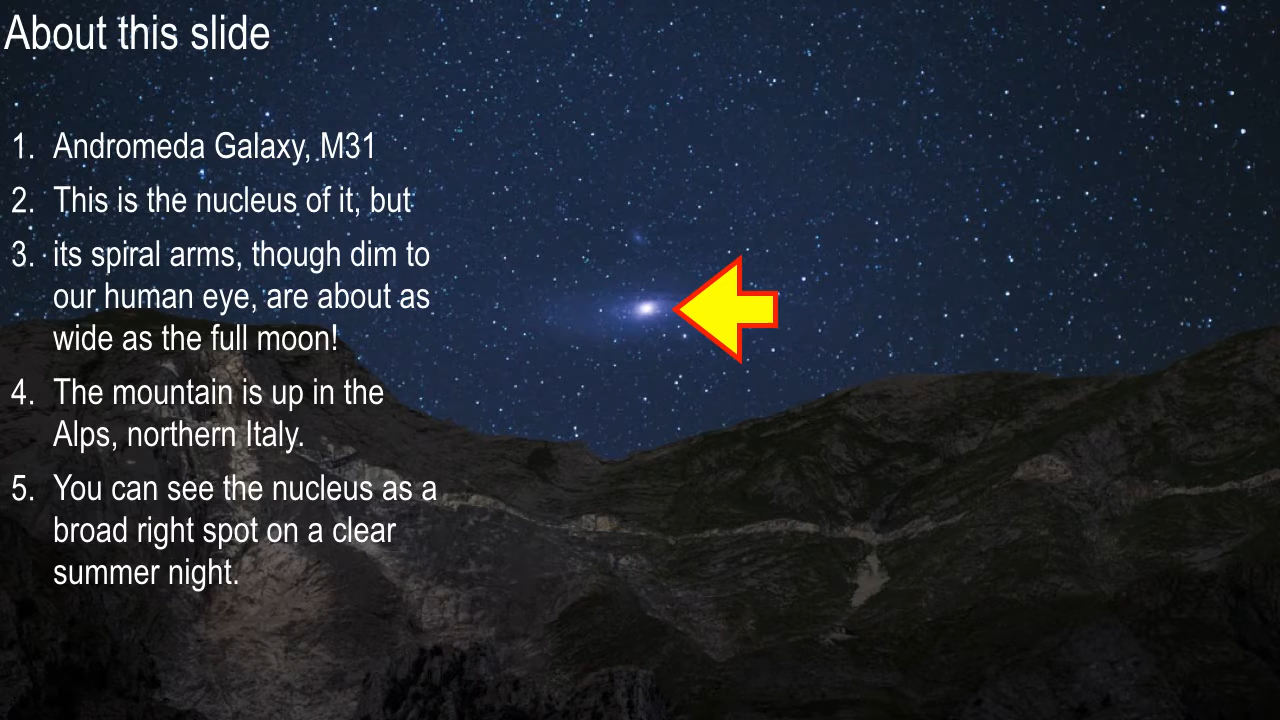 About this slide
1. Andromeda Galaxy, M31
2. This is the nucleus of it, but
3. its spiral arms, though dim to
our human eye, are about as
wide as the full moon!
4. The mountain is up in the
Alps, northern Italy.
5. You can see the nucleus as a
broad right spot on a clear
summer night.